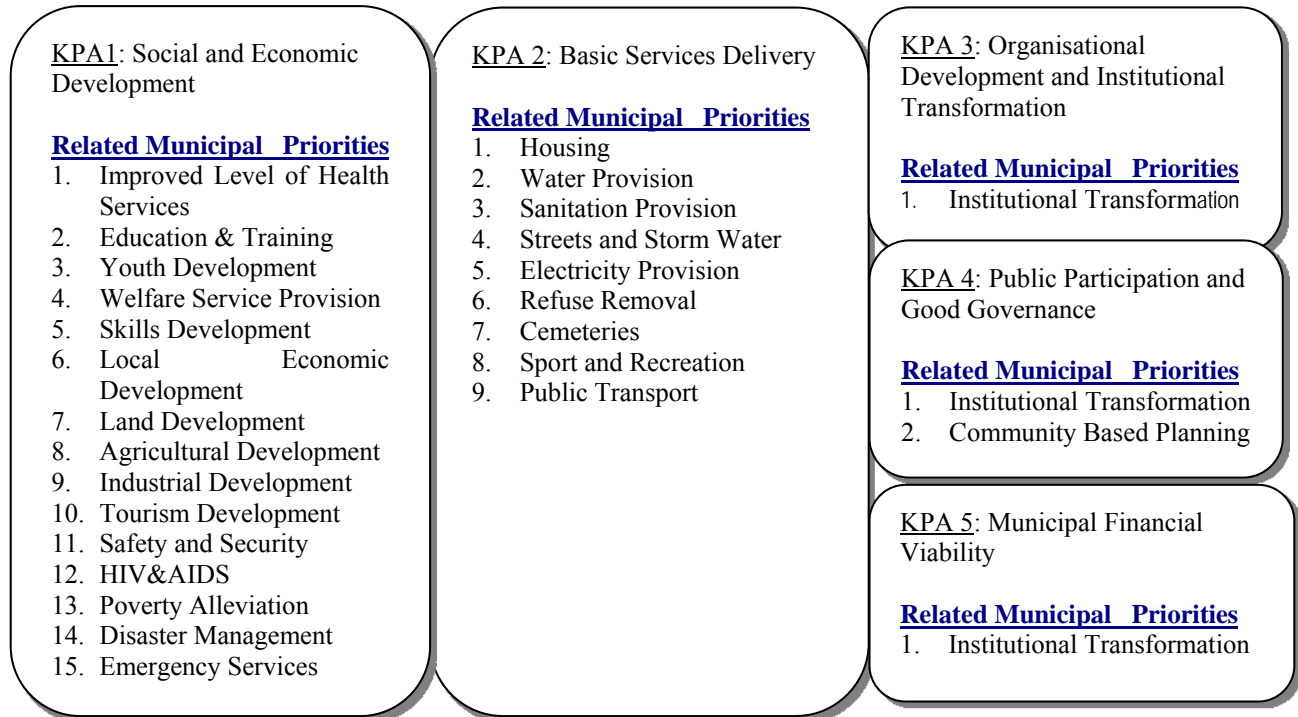 KPA1: Social and Economic
Development
Related Municipal Priorities
1. Improved Level of Health
Services
2. Education & Training
3. Youth Development
4. Welfare Service Provision
5. Skills Development
6. Local Economic
Development
7. Land Development
8. Agricultural Development
9. Industrial Development
10. Tourism Development
11. Safety and Security
12. HIV&AIDS
13. Poverty Alleviation
14. Disaster Management
15. Emergency Services
KPA 2: Basic Services Delivery
Related Municipal Priorities
1. Housing
2. Water Provision
3. Sanitation Provision
4. Streets and Storm Water
5. Electricity Provision
6. Refuse Removal
7. Cemeteries
8. Sport and Recreation
9. Public Transport
KPA 3: Organisational
Development and Institutional
Transformation
Related Municipal Priorities
1. Institutional Transformation
KPA 4: Public Participation and
Good Governance
Related Municipal Priorities
1. Institutional Transformation
2. Community Based Planning
KPA 5: Municipal Financial
Viability
Related Municipal Priorities
1. Institutional Transformation